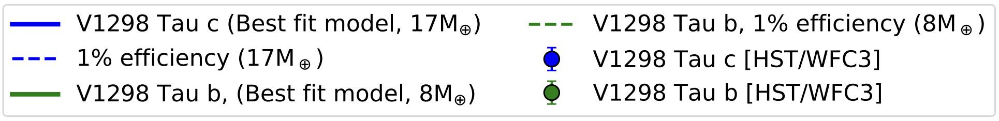 V1298 Tau c (Best fit model, 17M⊕)
1% efficiency (17M⊕)
V1298 Tau b, (Best fit model, 8M⊕)
V1298 Tau b, 1% efficiency (8M⊕)
V1298 Tau c [HST/WFC3]
V1298 Tau b [HST/WFC3]